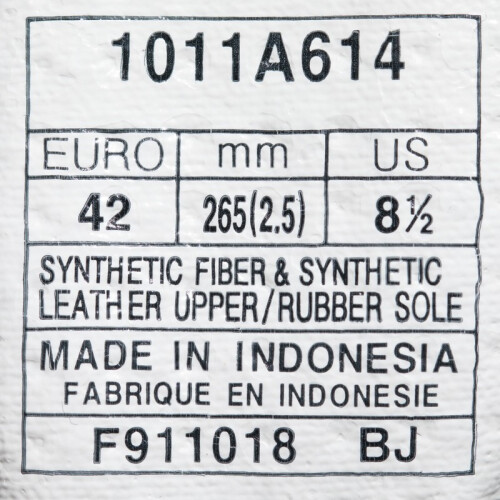 1011A614
EURO mm US
42 265(2.5) 8½
SYNTHETIC FIBER & SYNTHETIC
LEATHER UPPER/RUBBER SOLE
MADE IN INDONESIA
FABRIQUE EN INDONESIE
F911018 BJ